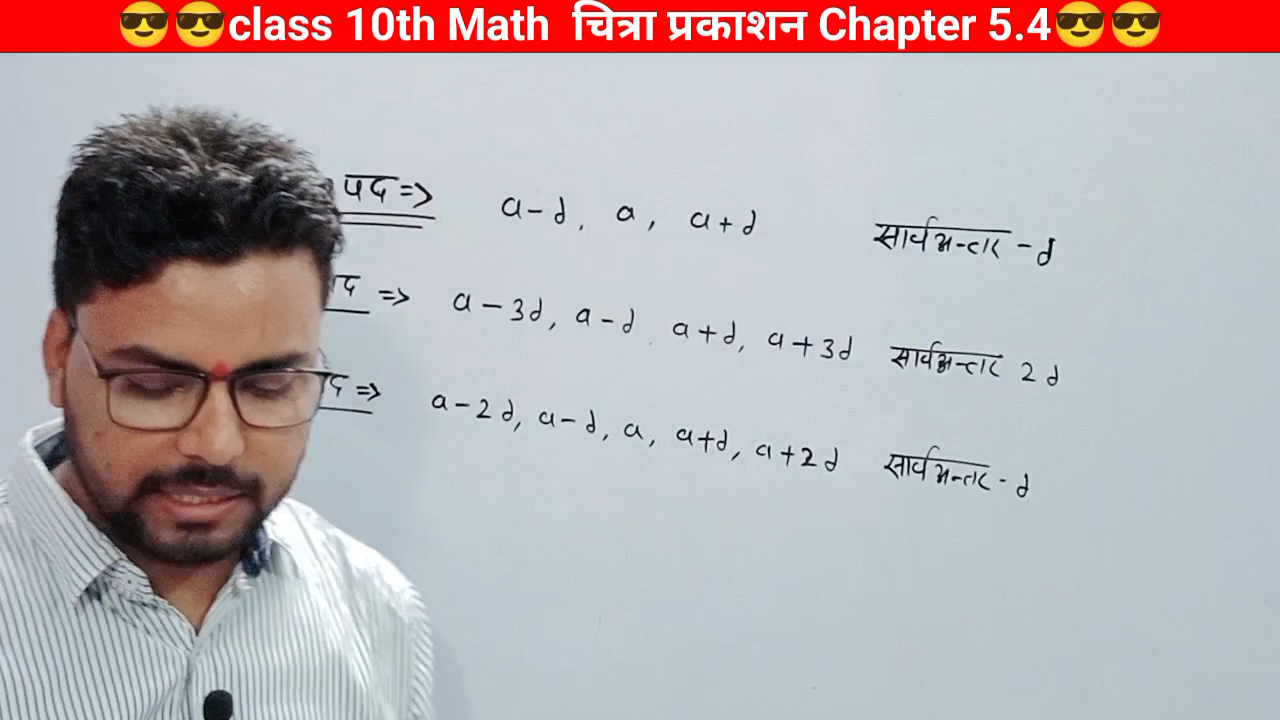 😎😎class 10th Math चित्रा प्रकाशन Chapter 5.4😎😎
पद => a-d, a, a+d सार्वअन्तर - d
पद => a-3d, a-d a+d, a+3d सार्वअन्तर 2d
पद => a-2d, a-d, a, a+d, a+2d सार्वअन्तर - d